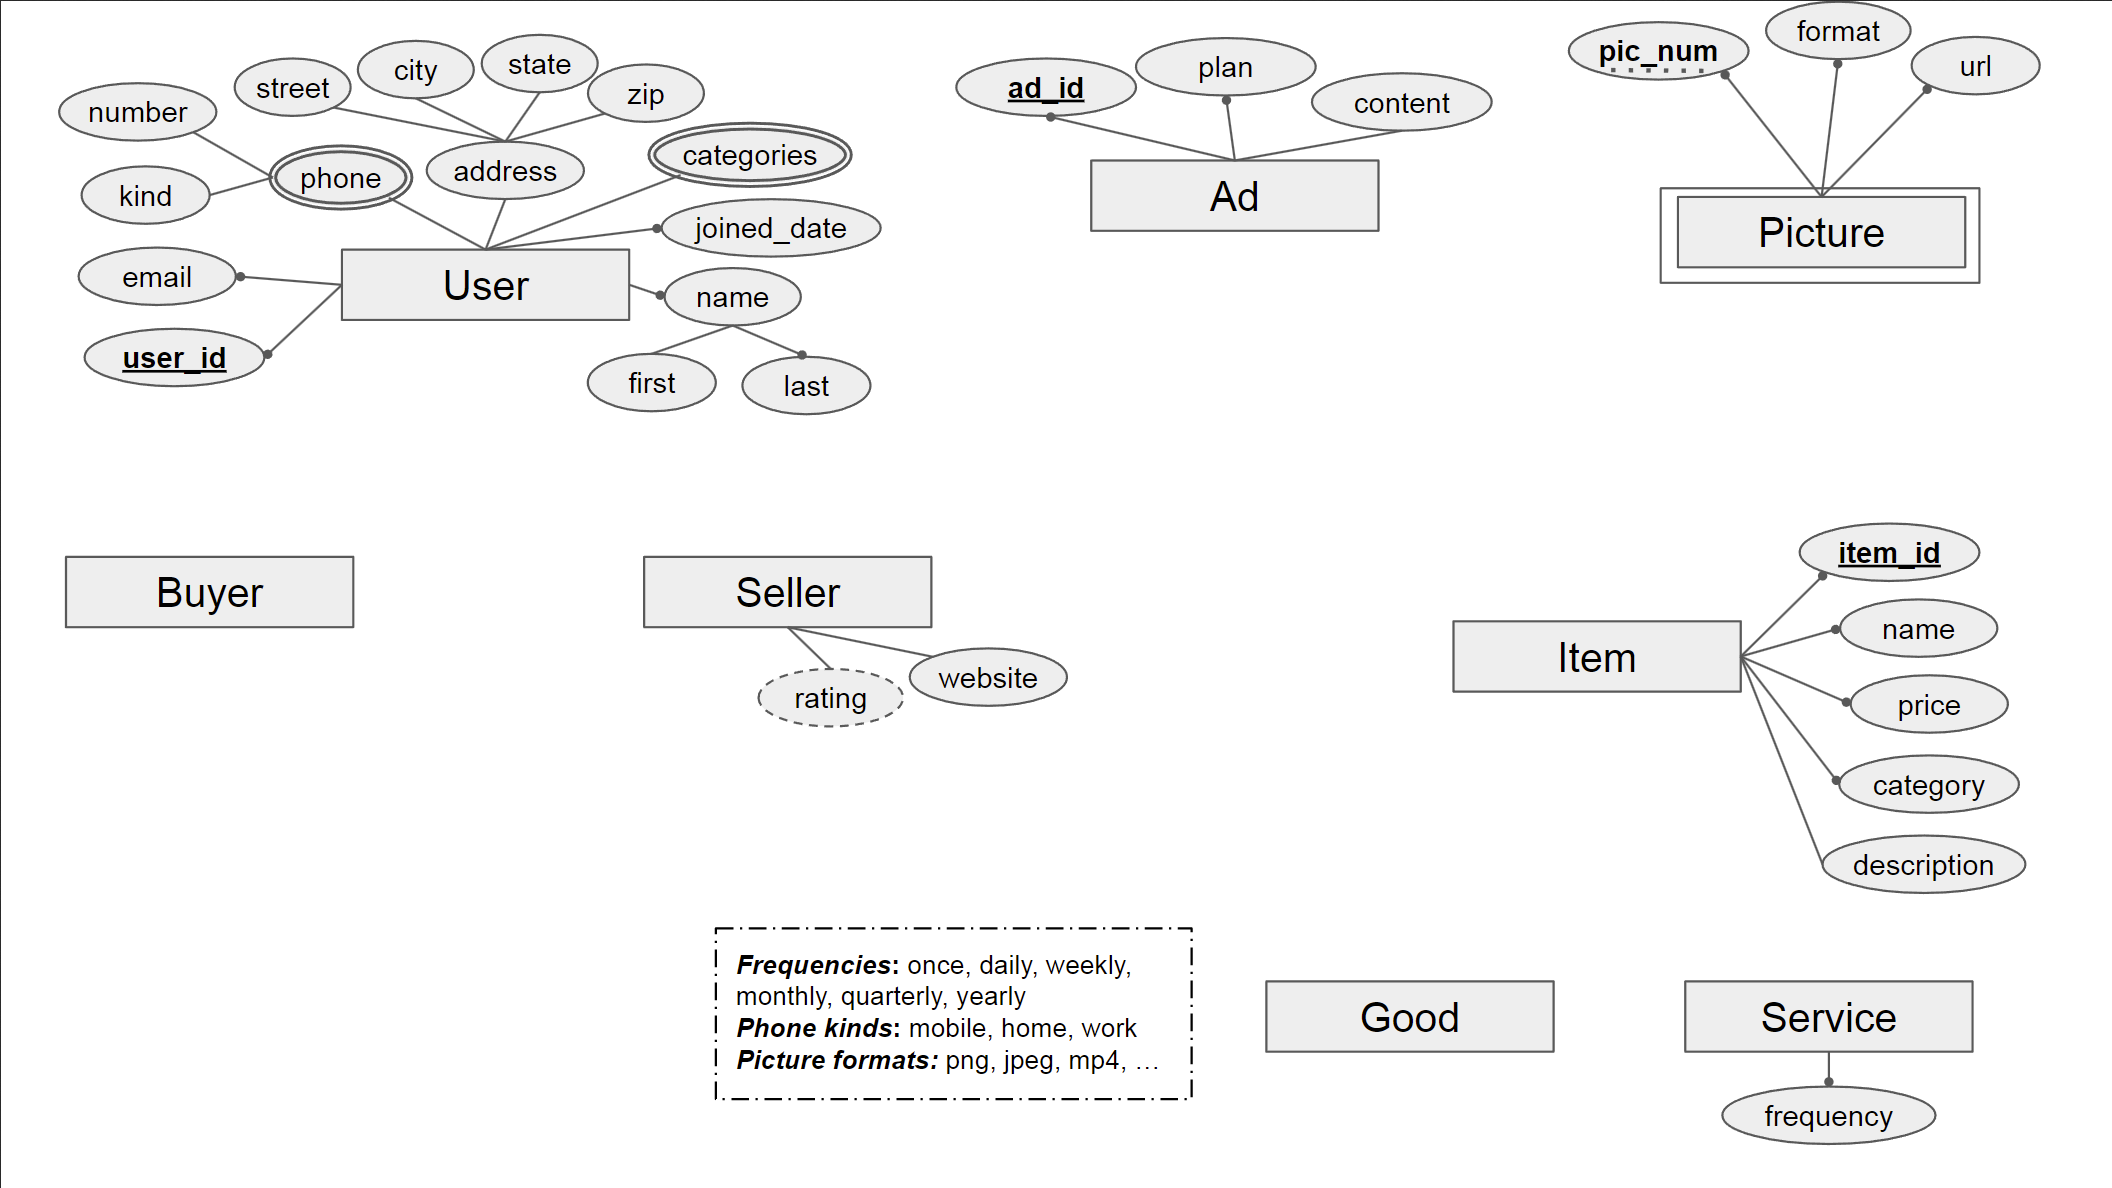 number
street
city
state
zip
kind
phone
address
categories
joined_date
email
User
name
user_id
first
last
ad_id
plan
content
Ad
pic_num
format
url
Picture
Buyer
Seller
rating
website
Item
item_id
name
price
category
description
Frequencies: once, daily, weekly,
monthly, quarterly, yearly
Phone kinds: mobile, home, work
Picture formats: png, jpeg, mp4, ...
Good
Service
frequency